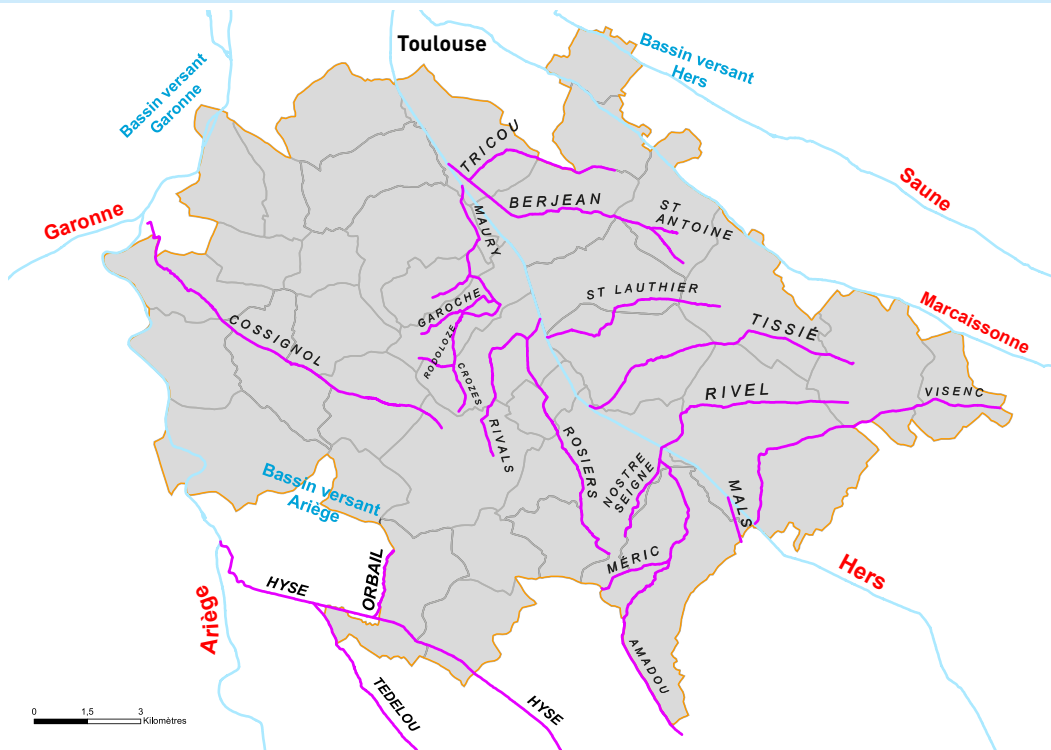 Toulouse
Bassin versant
Hers
Bassin versant
Garonne
TRICOU
Saune
BERJEAN
ST
ANTOINE
Garonne
MAURY
ST LAUTHIER
GAROCHE
Marcaissonne
TISSIÉ
COSSIGNOL
RODOLOZE
CROZES
RIVEL
VISENC
RIVALS
ROSIERS
NOSTRE
SEIGNE
MALS
Bassin versant
Ariège
MÉRIC
Hers
ORBAIL
HYSE
Ariège
AMADOU
TEDELOU
HYSE
0 1,5 3
Kilomètres